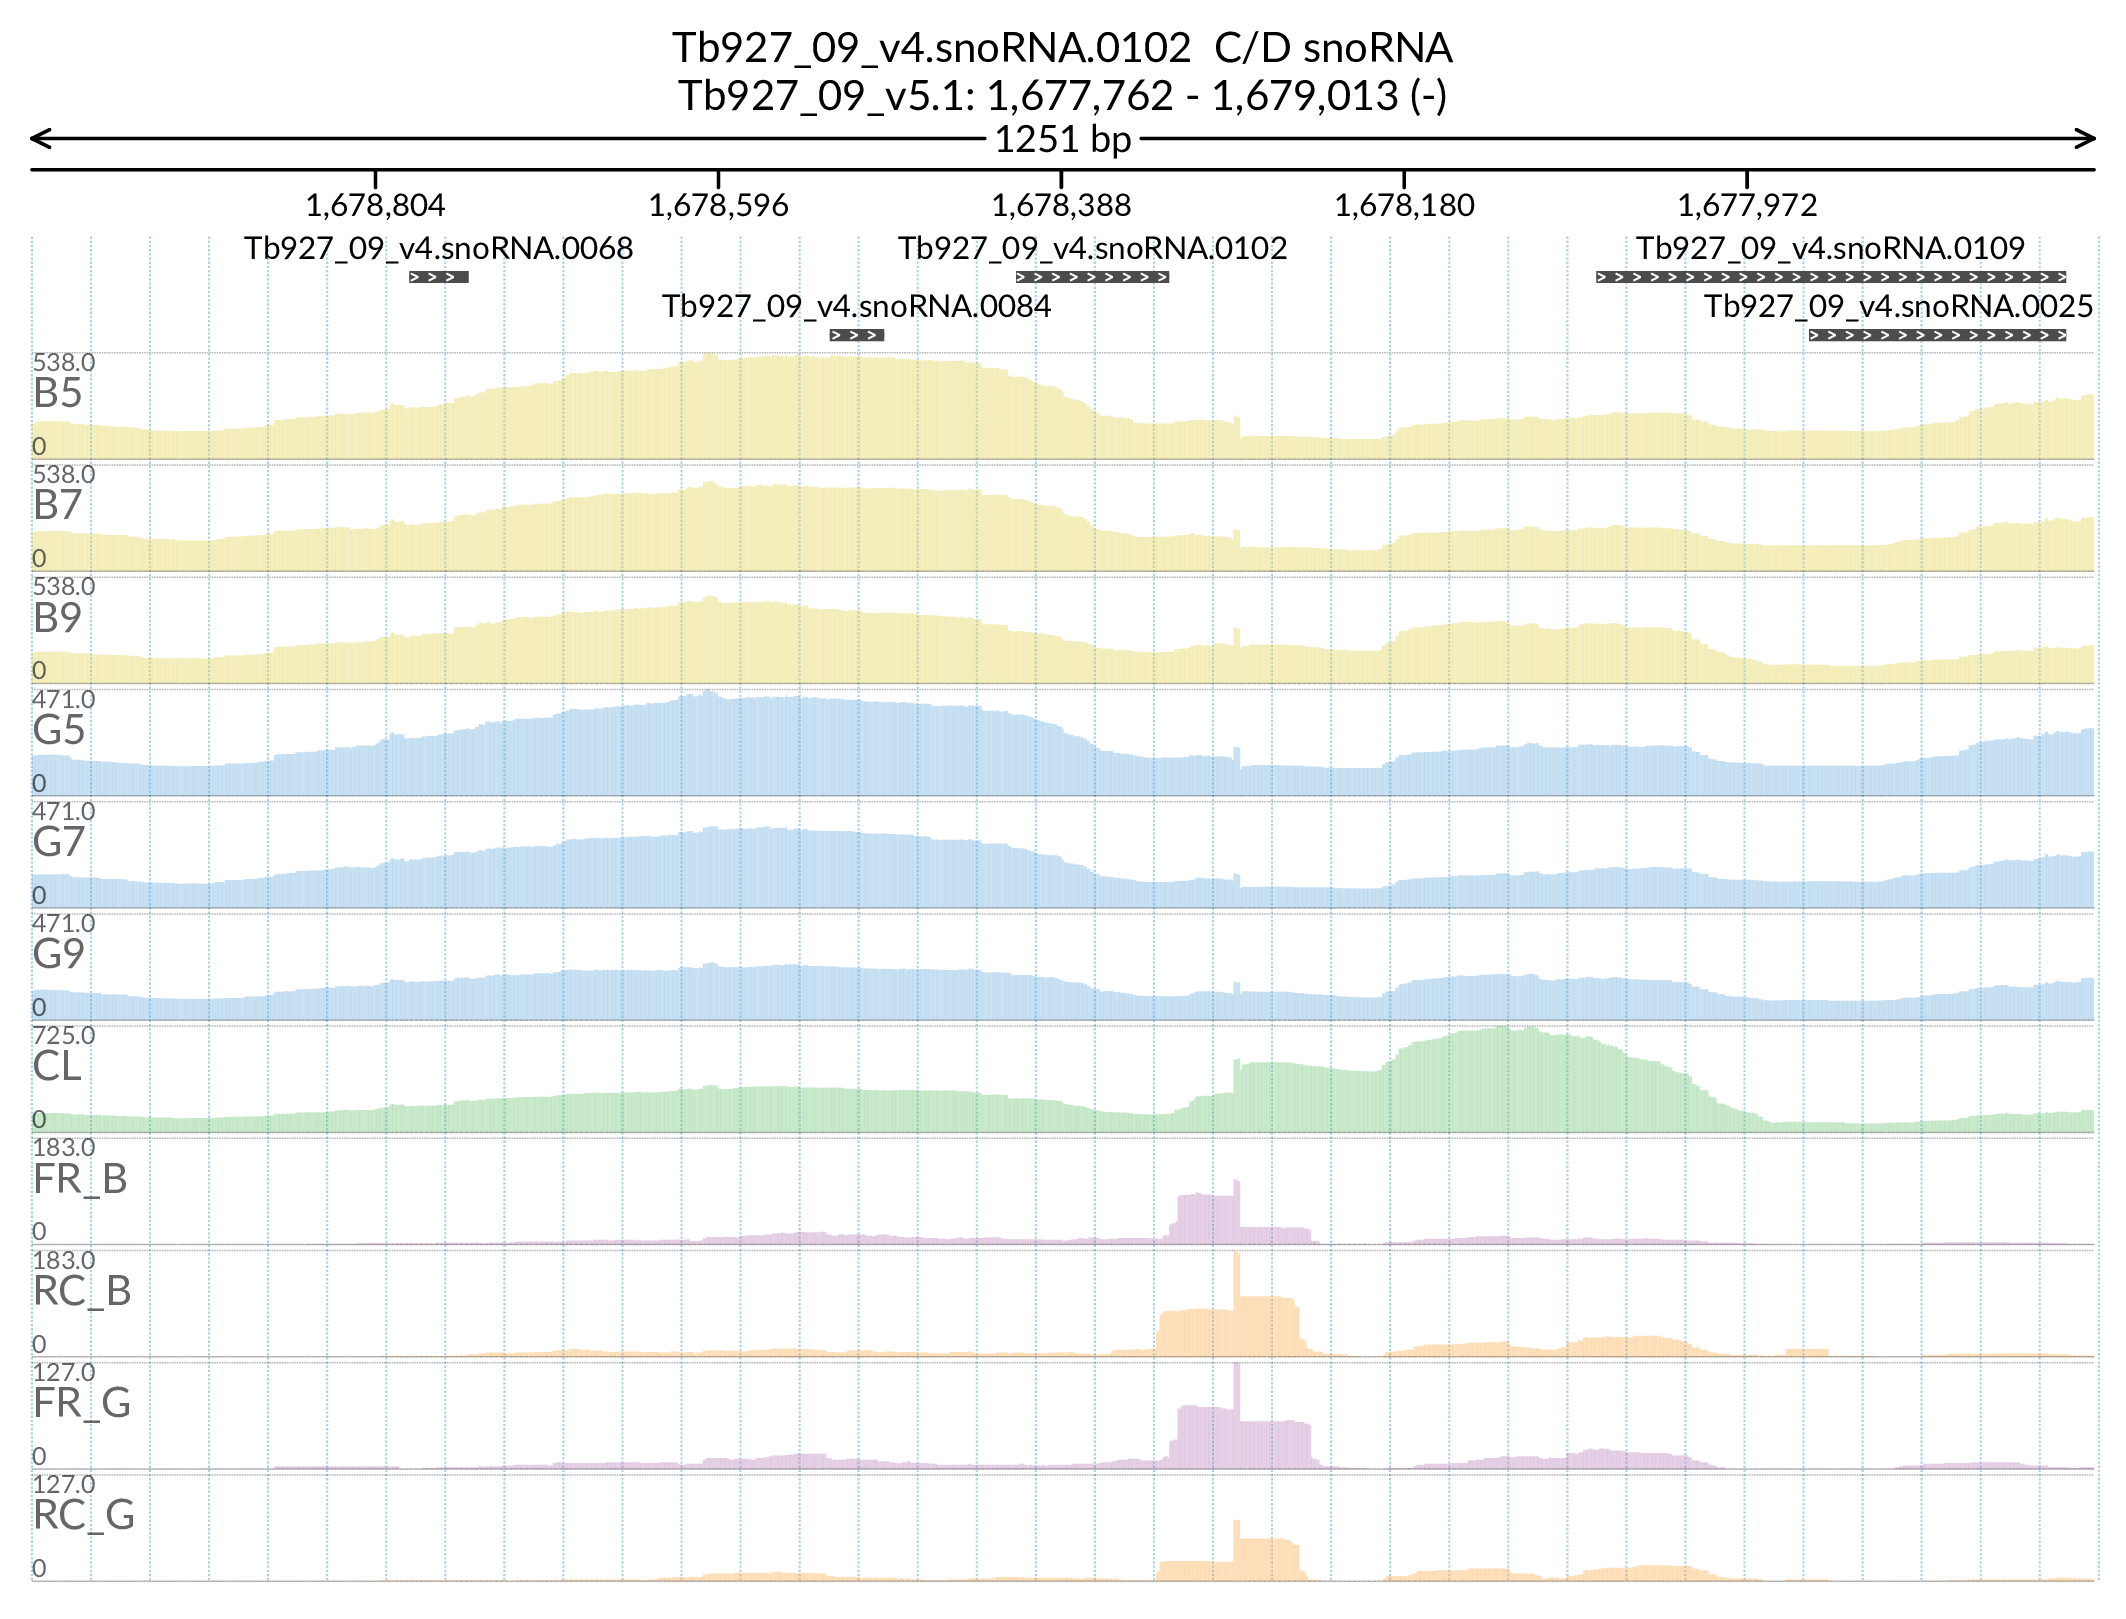 Tb927_09_v4.snoRNA.0102  C/D snoRNA
Tb927_09_v5.1: 1,677,762 - 1,679,013 (-)
1251 bp
1,678,804 1,678,596 1,678,388 1,678,180 1,677,972
Tb927_09_v4.snoRNA.0068 Tb927_09_v4.snoRNA.0102 Tb927_09_v4.snoRNA.0109
Tb927_09_v4.snoRNA.0084 Tb927_09_v4.snoRNA.0025
538.0
B5
0
538.0
B7
0
538.0
B9
0
471.0
G5
0
471.0
G7
0
471.0
G9
0
725.0
CL
0
183.0
FR_B
0
183.0
RC_B
0
127.0
FR_G
0
127.0
RC_G
0